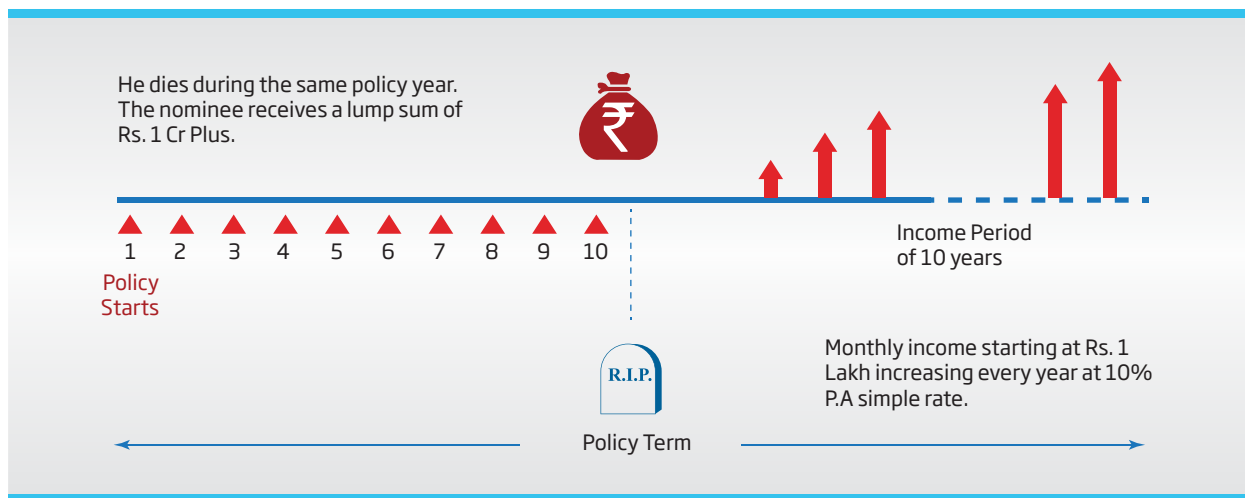 He dies during the same policy year.
The nominee receives a lump sum of
Rs. 1 Cr Plus.
₹
1 2 3 4 5 6 7 8 9 10
Policy
Starts
Income Period
of 10 years
R.I.P.
Monthly income starting at Rs. 1
Lakh increasing every year at 10%
P.A simple rate.
Policy Term